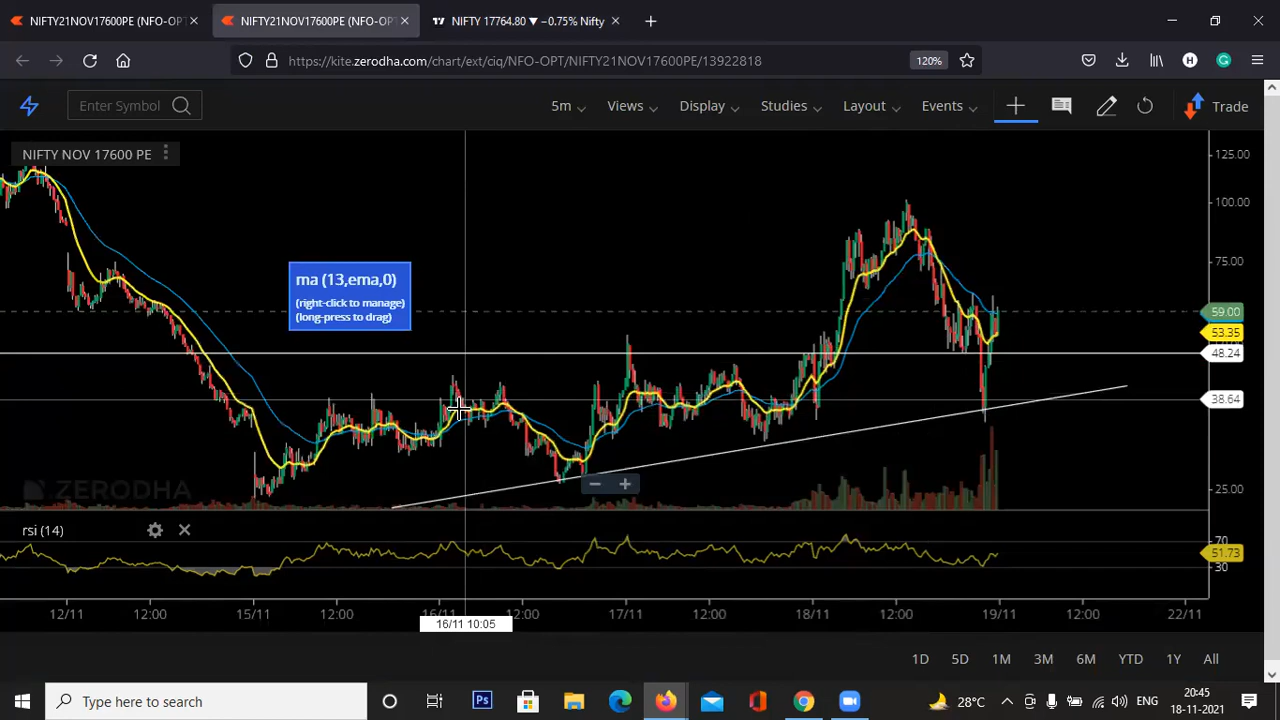 NIFTY21NOV17600PE (NFO-OPT
NIFTY21NOV17600PE (NFO-OPT
NIFTY 17764.80 ▼ −0.75% Nifty
https://kite.zerodha.com/chart/ext/ciq/NFO-OPT/NIFTY21NOV17600PE/13922818
120%
H
G
Enter Symbol
5m
Views
Display
Studies
Layout
Events
Trade
NIFTY NOV 17600 PE
125.00
100.00
75.00
59.00
53.35
48.24
38.64
25.00
ma (13,ema,0)
(right-click to manage)
(long-press to drag)
ZERODHA
rsi (14)
70
51.73
30
12/11
12:00
15/11
12:00
16/11
12:00
17/11
12:00
18/11
12:00
19/11
12:00
22/11
16/11 10:05
1D
5D
1M
3M
6M
YTD
1Y
All
Type here to search
Ps
28°C
ENG
20:45
18-11-2021